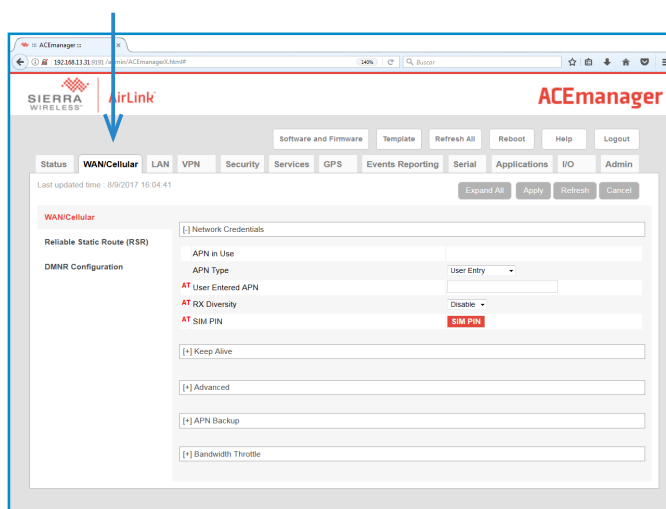 ::: ACEmanager :::
192.168.13.31:9191/admin/ACEmanagerX.html#
140%
Buscar
SIERRA
WIRELESS
AirLink
ACEmanager
Software and Firmware
Template
Refresh All
Reboot
Help
Logout
Status
WAN/Cellular
LAN
VPN
Security
Services
GPS
Events Reporting
Serial
Applications
I/O
Admin
Last updated time : 8/9/2017 16:04:41
Expand All
Apply
Refresh
Cancel
WAN/Cellular
Reliable Static Route (RSR)
DMNR Configuration
[-] Network Credentials
APN in Use
APN Type
User Entry
AT User Entered APN
AT RX Diversity
Disable
AT SIM PIN
SIM PIN
[+] Keep Alive
[+] Advanced
[+] APN Backup
[+] Bandwidth Throttle